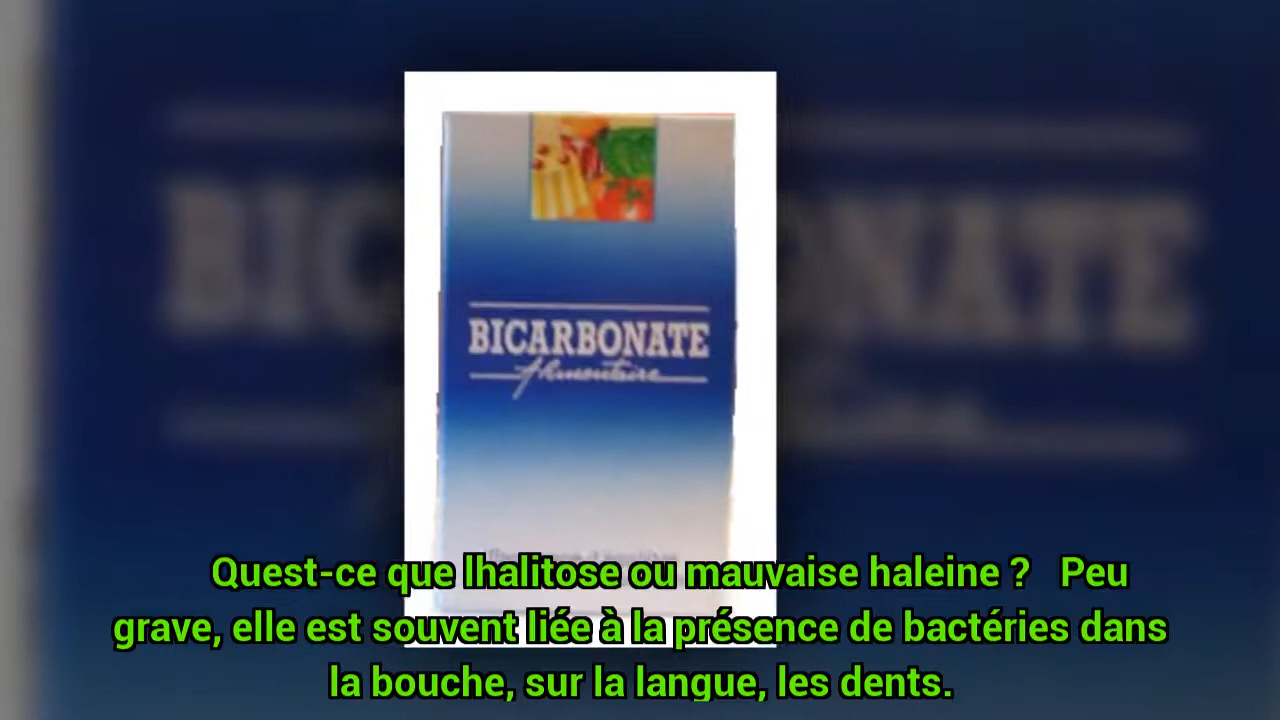 BICARBONATE
Alimentaire
Quest-ce que lhalitose ou mauvaise haleine ? Peu
grave, elle est souvent liée à la présence de bactéries dans
la bouche, sur la langue, les dents.